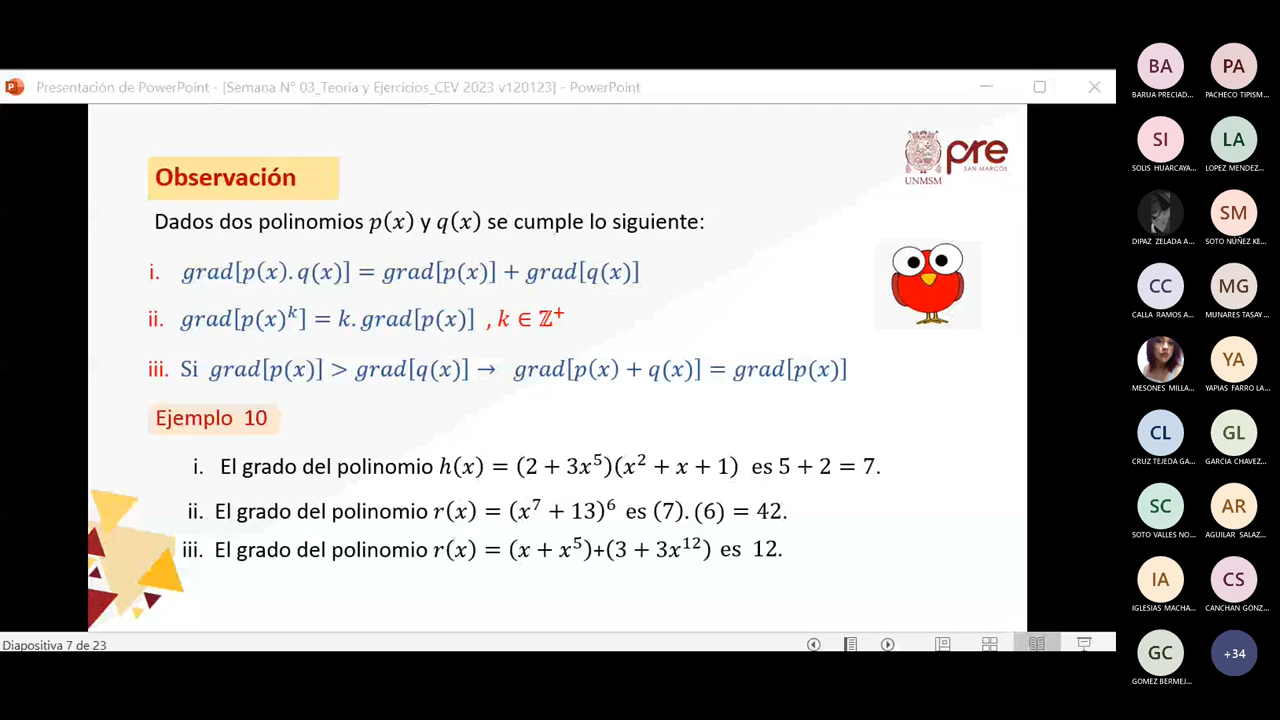 Presentación de PowerPoint - [Semana N° 03_Teoria y Ejercicios_CEV 2023 v120123] - PowerPoint
Observación
UNMSM
pre
SAN MARCOS
Dados dos polinomios p(x) y q(x) se cumple lo siguiente:
i. grad[p(x).q(x)] = grad[p(x)] + grad[q(x)]
ii. grad[p(x)^k] = k.grad[p(x)] , k ∈ ℤ⁺
iii. Si grad[p(x)] > grad[q(x)] → grad[p(x) + q(x)] = grad[p(x)]
Ejemplo 10
i. El grado del polinomio h(x) = (2 + 3x⁵)(x² + x + 1) es 5 + 2 = 7.
ii. El grado del polinomio r(x) = (x⁷ + 13)⁶ es (7).(6) = 42.
iii. El grado del polinomio r(x) = (x + x⁵)+(3 + 3x¹²) es 12.
Diapositiva 7 de 23
BA
BARUA PRECIAD...
PA
PACHECO TIPISM...
SI
SOLIS HUARCAYA...
LA
LOPEZ MENDEZ...
DIPAZ ZELADA A...
SM
SOTO NUÑEZ KE...
CC
CALLA RAMOS A...
MG
MUNARES TASAY...
MESONES MILLA...
YA
YAPIAS FARRO LA...
CL
CRUZ TEJEDA GA...
GL
GARCIA CHAVEZ...
SC
SOTO VALLES NO...
AR
AGUILAR SALAZ...
IA
IGLESIAS MACHA...
CS
CANCHAN GONZ...
GC
GOMEZ BERMEJ...
+34